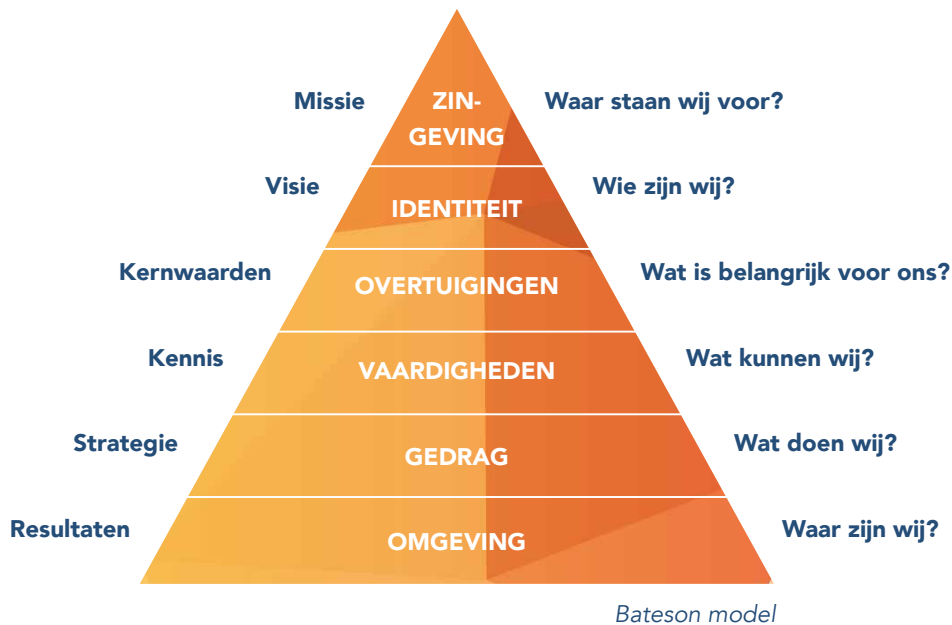 Missie
ZIN-
GEVING
Waar staan wij voor?
Visie
IDENTITEIT
Wie zijn wij?
Kernwaarden
OVERTUIGINGEN
Wat is belangrijk voor ons?
Kennis
VAARDIGHEDEN
Wat kunnen wij?
Strategie
GEDRAG
Wat doen wij?
Resultaten
OMGEVING
Waar zijn wij?
Bateson model